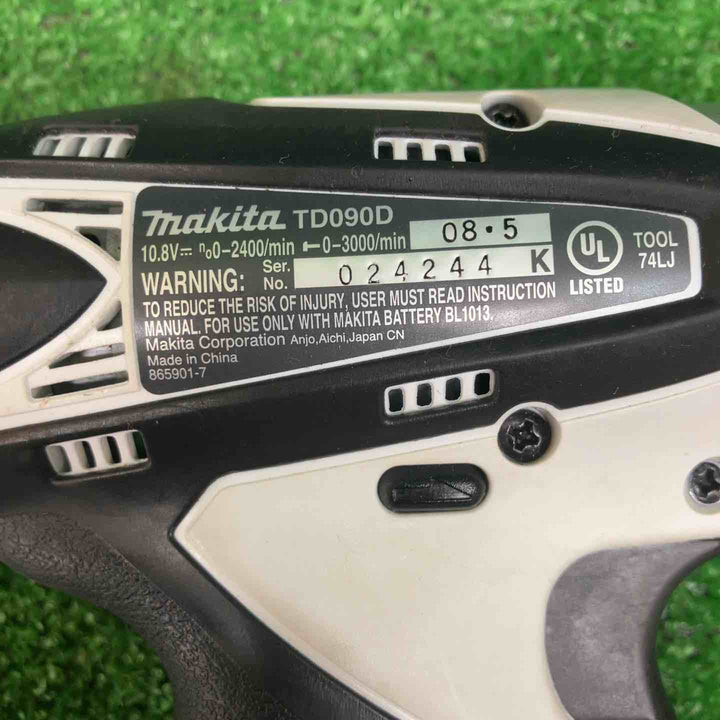 makita TD090D
10.8V⎓ n₀0-2400/min 0-3000/min 08・5
Ser. No. 024244 K
UL LISTED
TOOL 74LJ
WARNING:
TO REDUCE THE RISK OF INJURY, USER MUST READ INSTRUCTION
MANUAL. FOR USE ONLY WITH MAKITA BATTERY BL1013.
Makita Corporation Anjo,Aichi,Japan CN
Made in China
865901-7